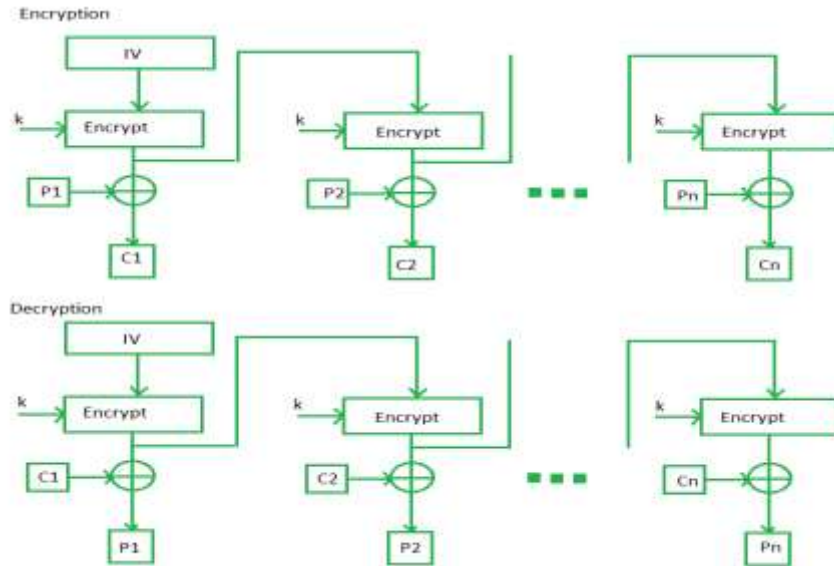 Encryption
IV
k
Encrypt
k
Encrypt
k
Encrypt
P1
P2
Pn
C1
C2
Cn
Decryption
IV
k
Encrypt
k
Encrypt
k
Encrypt
C1
C2
Cn
P1
P2
Pn